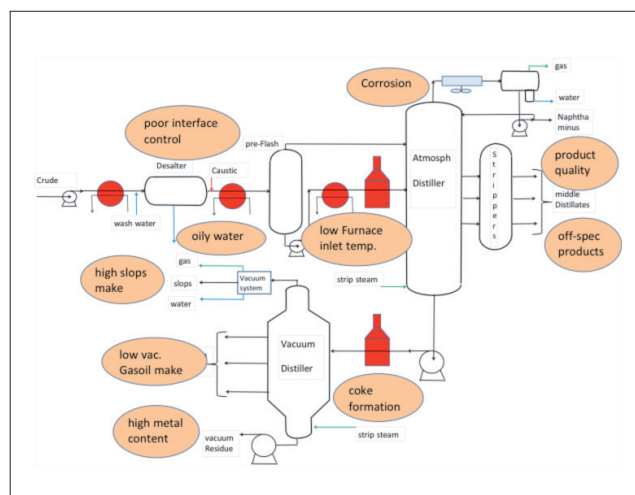 gas
Corrosion
water
poor interface
control
Naphtha
minus
pre-Flash
Desalter
Caustic
Atmosph
Distiller
Strippers
product
quality
Crude
middle
Distillates
wash water
oily water
low Furnace
inlet temp.
off-spec
products
gas
high slops
make
slops
Vacuum
system
strip steam
water
Vacuum
Distiller
low vac.
Gasoil make
coke
formation
high metal
content
strip steam
vacuum
Residue